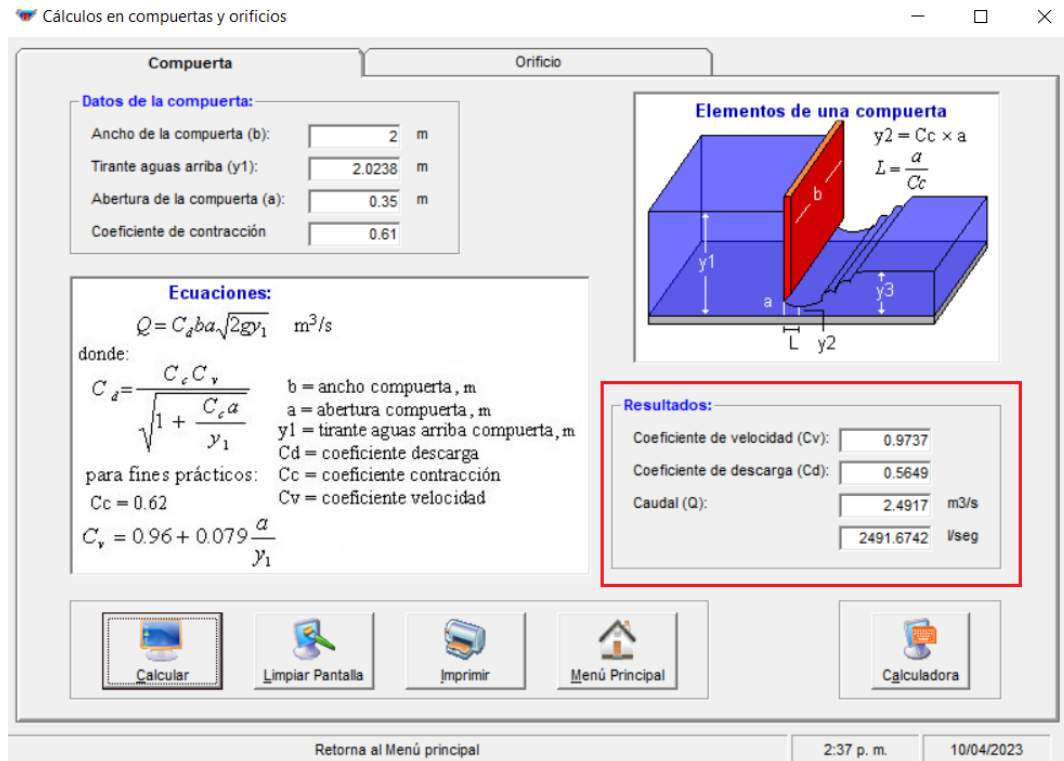 Cálculos en compuertas y orificios
Compuerta
Orificio
Datos de la compuerta:
Ancho de la compuerta (b): 2 m
Tirante aguas arriba (y1): 2.0238 m
Abertura de la compuerta (a): 0.35 m
Coeficiente de contracción 0.61
Elementos de una compuerta
y2 = Cc × a
L = a / Cc
b
y1
a
y3
L
y2
Ecuaciones:
Q = C_d ba√(2gy₁) m³/s
donde:
C_d = C_c C_v / √(1 + C_c a / y₁)
b = ancho compuerta, m
a = abertura compuerta, m
y1 = tirante aguas arriba compuerta, m
Cd = coeficiente descarga
para fines prácticos:
Cc = coeficiente contracción
Cc = 0.62
Cv = coeficiente velocidad
C_v = 0.96 + 0.079 a / y₁
Resultados:
Coeficiente de velocidad (Cv): 0.9737
Coeficiente de descarga (Cd): 0.5649
Caudal (Q): 2.4917 m3/s
2491.6742 l/seg
Calcular
Limpiar Pantalla
Imprimir
Menú Principal
Calculadora
Retorna al Menú principal
2:37 p. m.
10/04/2023